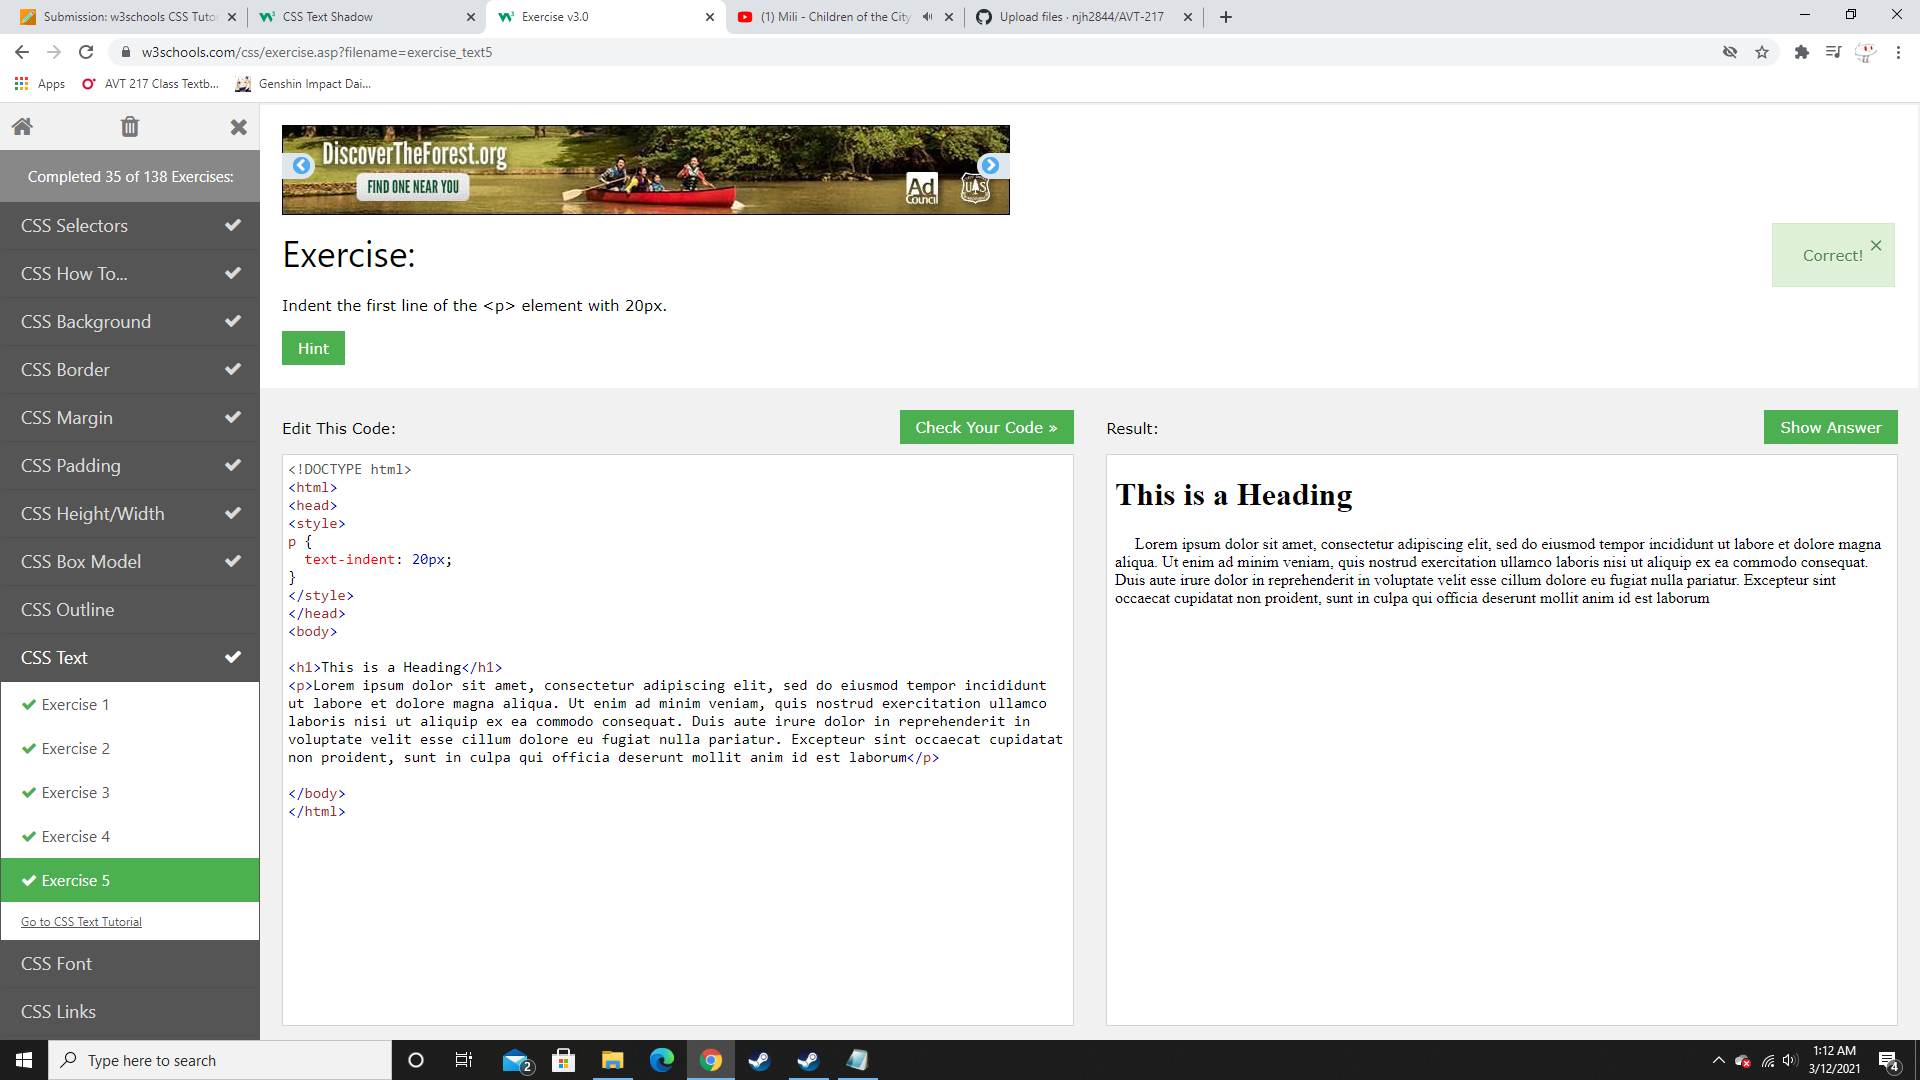 Submission: w3schools CSS Tutor
CSS Text Shadow
Exercise v3.0
(1) Mili - Children of the City
Upload files · njh2844/AVT-217
w3schools.com/css/exercise.asp?filename=exercise_text5
Apps
AVT 217 Class Textb...
Genshin Impact Dai...
Completed 35 of 138 Exercises:
CSS Selectors
CSS How To...
CSS Background
CSS Border
CSS Margin
CSS Padding
CSS Height/Width
CSS Box Model
CSS Outline
CSS Text
Exercise 1
Exercise 2
Exercise 3
Exercise 4
Exercise 5
Go to CSS Text Tutorial
CSS Font
CSS Links
DiscoverTheForest.org
FIND ONE NEAR YOU
Ad
Council
Exercise:
Correct!
Indent the first line of the <p> element with 20px.
Hint
Edit This Code:
Check Your Code »
<!DOCTYPE html>
<html>
<head>
<style>
p {
text-indent: 20px;
}
</style>
</head>
<body>
<h1>This is a Heading</h1>
<p>Lorem ipsum dolor sit amet, consectetur adipiscing elit, sed do eiusmod tempor incididunt
ut labore et dolore magna aliqua. Ut enim ad minim veniam, quis nostrud exercitation ullamco
laboris nisi ut aliquip ex ea commodo consequat. Duis aute irure dolor in reprehenderit in
voluptate velit esse cillum dolore eu fugiat nulla pariatur. Excepteur sint occaecat cupidatat
non proident, sunt in culpa qui officia deserunt mollit anim id est laborum</p>
</body>
</html>
Result:
Show Answer
This is a Heading
Lorem ipsum dolor sit amet, consectetur adipiscing elit, sed do eiusmod tempor incididunt ut labore et dolore magna
aliqua. Ut enim ad minim veniam, quis nostrud exercitation ullamco laboris nisi ut aliquip ex ea commodo consequat.
Duis aute irure dolor in reprehenderit in voluptate velit esse cillum dolore eu fugiat nulla pariatur. Excepteur sint
occaecat cupidatat non proident, sunt in culpa qui officia deserunt mollit anim id est laborum
Type here to search
2
1:12 AM
3/12/2021
4